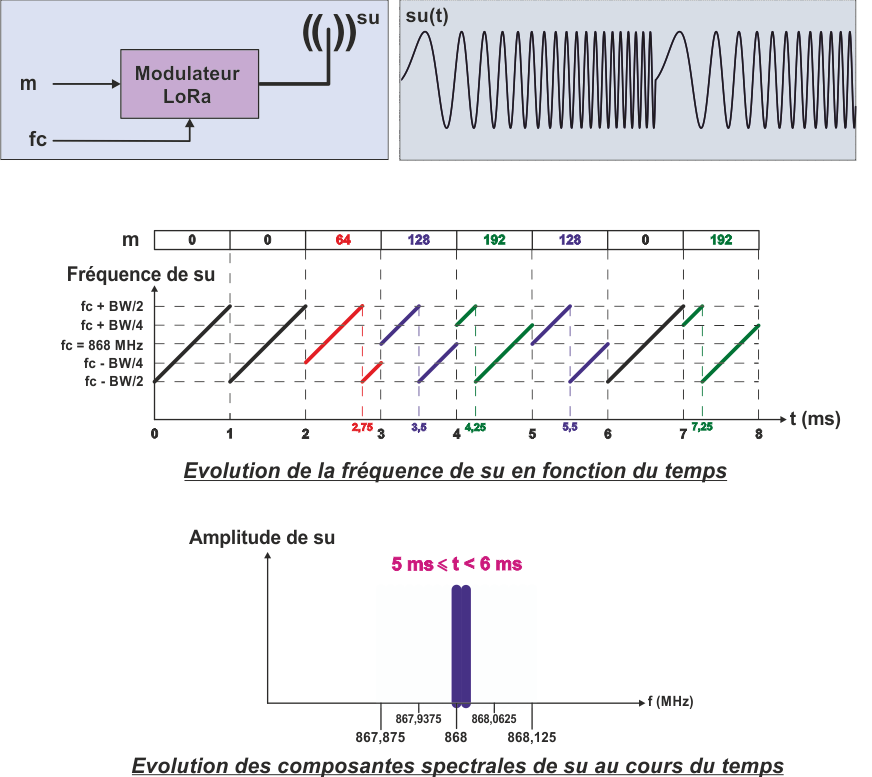 su
m
Modulateur
LoRa
fc
su(t)
m 0 0 64 128 192 128 0 192
Fréquence de su
fc + BW/2
fc + BW/4
fc = 868 MHz
fc - BW/4
fc - BW/2
t (ms)
0 1 2 2,75 3 3,5 4 4,25 5 5,5 6 7 7,25 8
Evolution de la fréquence de su en fonction du temps
Amplitude de su
5 ms ⩽ t < 6 ms
f (MHz)
867,9375 868,0625
867,875 868 868,125
Evolution des composantes spectrales de su au cours du temps